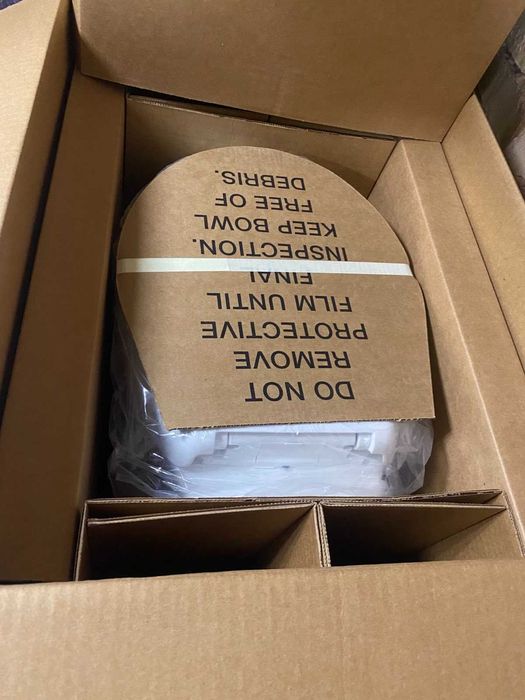 DO NOT
REMOVE
PROTECTIVE
FILM UNTIL
FINAL
INSPECTION.
KEEP BOWL
FREE OF
DEBRIS.